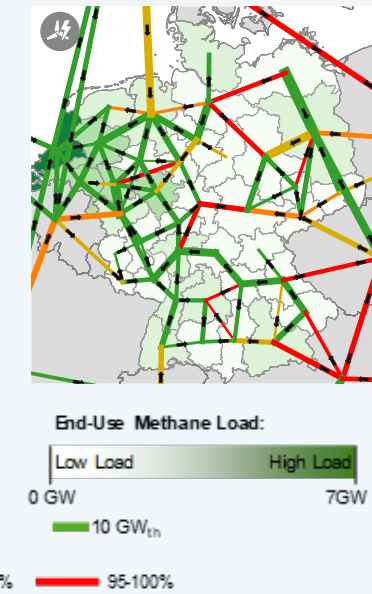 End-Use Methane Load:
Low Load High Load
0 GW 7GW
10 GWth
% 95-100%